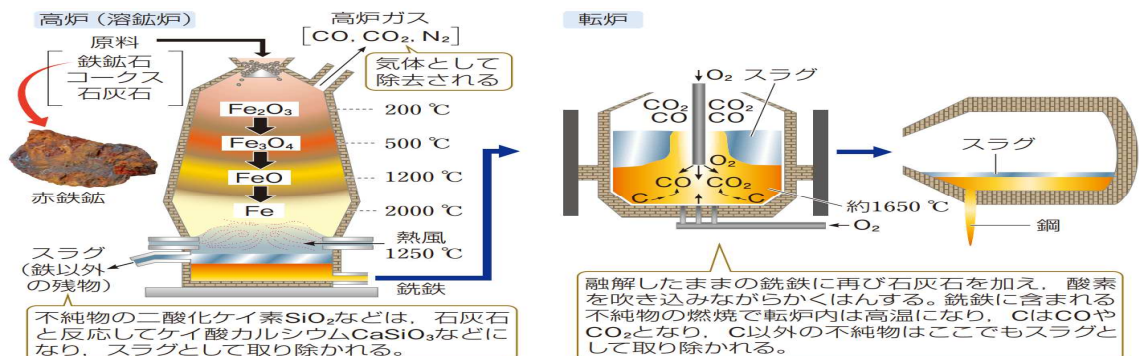 高炉（溶鉱炉）
原料
鉄鉱石
コークス
石灰石
赤鉄鉱
高炉ガス
[CO, CO₂, N₂]
気体として
除去される
Fe₂O₃
200 ℃
Fe₃O₄
500 ℃
FeO
1200 ℃
Fe
2000 ℃
熱風
1250 ℃
スラグ
(鉄以外
の残物)
銑鉄
不純物の二酸化ケイ素SiO₂などは，石灰石
と反応してケイ酸カルシウムCaSiO₃などに
なり，スラグとして取り除かれる。
転炉
O₂ スラグ
CO₂ CO₂
CO CO
O₂
CO CO₂
C C
約1650 ℃
O₂
スラグ
鋼
融解したままの銑鉄に再び石灰石を加え，酸素
を吹き込みながらかくはんする。銑鉄に含まれる
不純物の燃焼で転炉内は高温になり，CはCOや
CO₂となり，C以外の不純物はここでもスラグと
して取り除かれる。